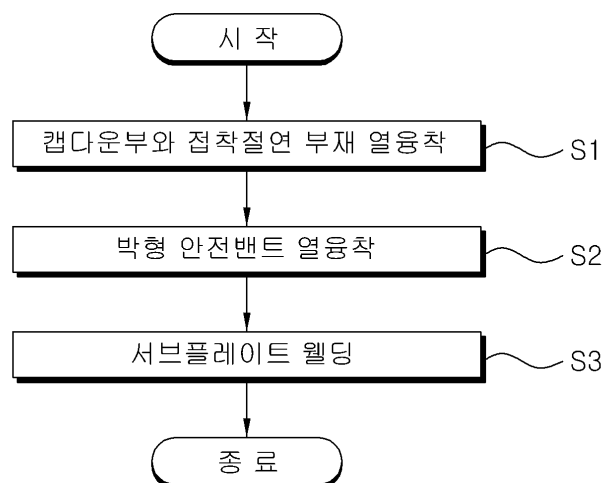 시 작
캡다운부와 접착절연 부재 열융착
S1
박형 안전밴트 열융착
S2
서브플레이트 웰딩
S3
종 료